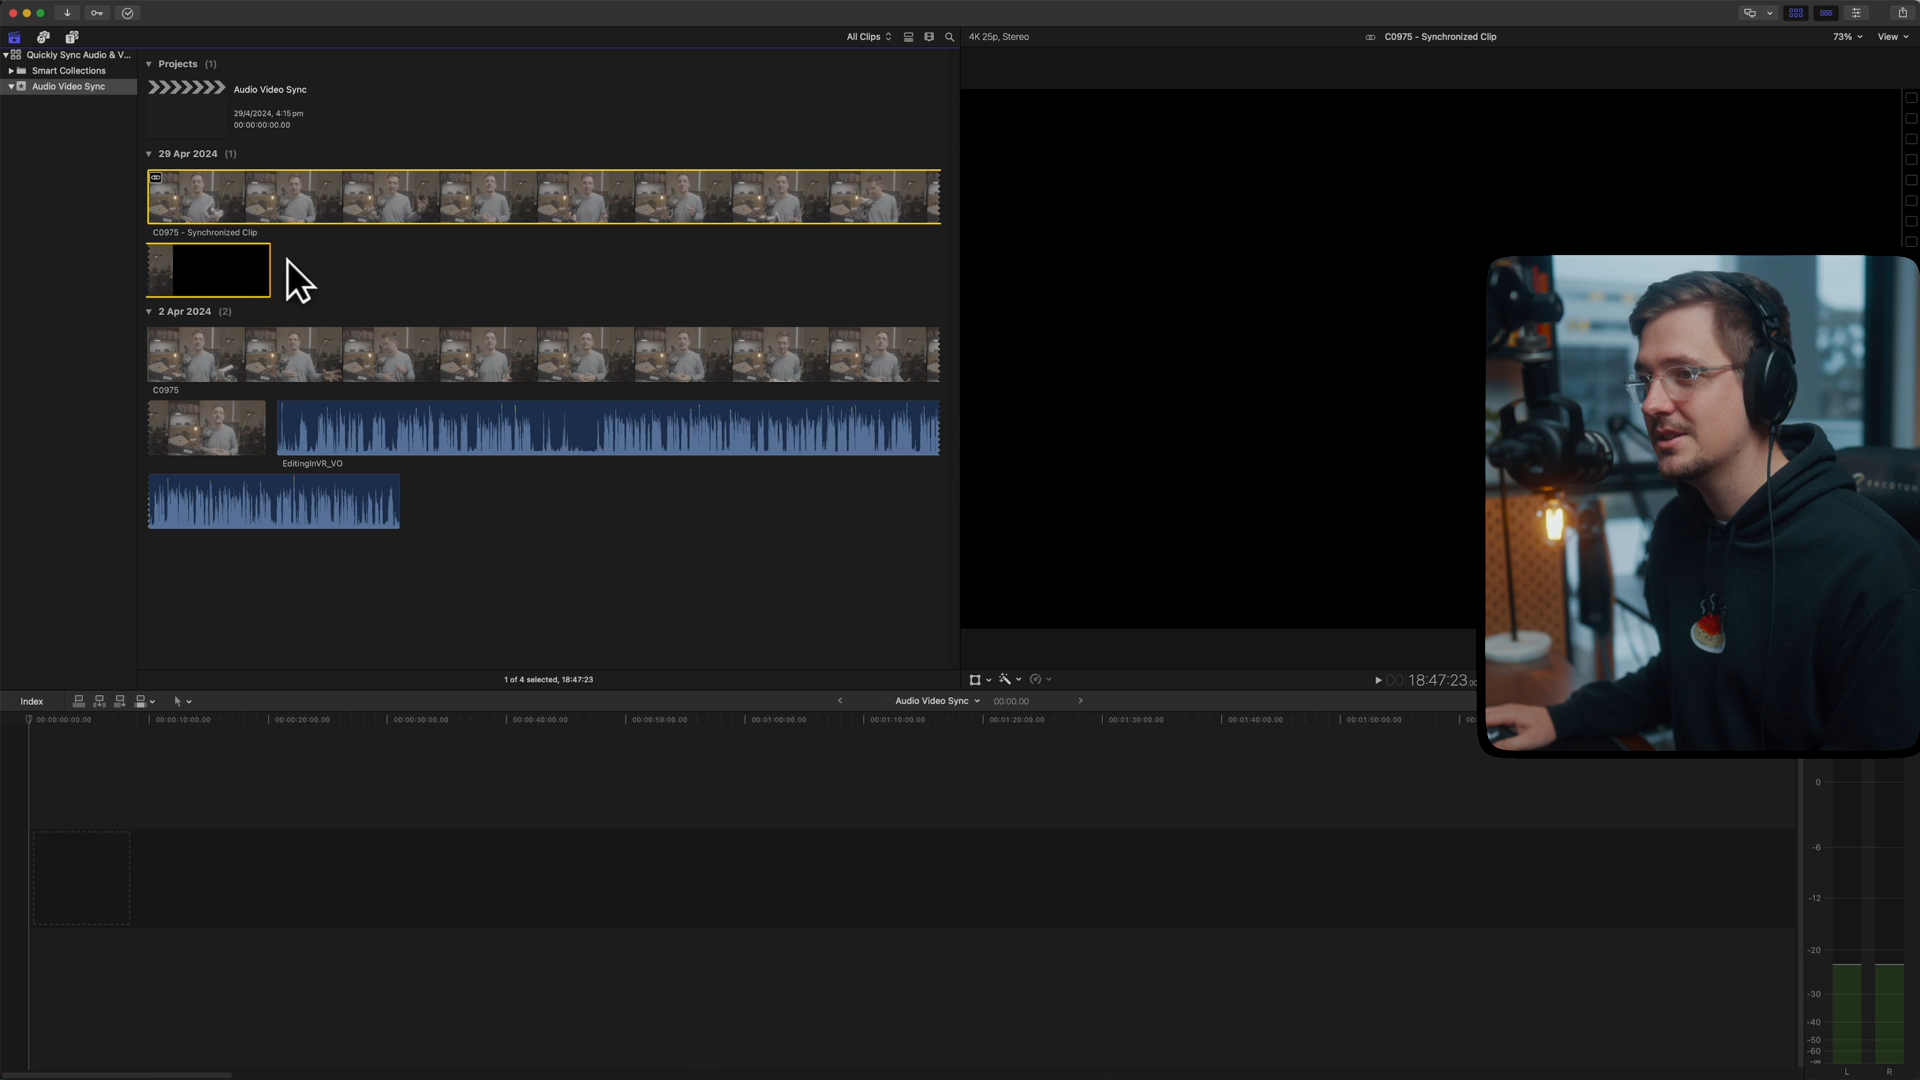 All Clips
4K 25p, Stereo
C0975 - Synchronized Clip
73%
View
Quickly Sync Audio & V...
Smart Collections
Audio Video Sync
Projects (1)
Audio Video Sync
29/4/2024, 4:15 pm
00:00:00:00.00
29 Apr 2024 (1)
C0975 - Synchronized Clip
2 Apr 2024 (2)
C0975
EditingInVR_VO
1 of 4 selected, 18:47:23
00:18:47:23.00
Index
Audio Video Sync
00:00.00
00:00:00:00.00
00:00:10:00.00
00:00:20:00.00
00:00:30:00.00
00:00:40:00.00
00:00:50:00.00
00:01:00:00.00
00:01:10:00.00
00:01:20:00.00
00:01:30:00.00
00:01:40:00.00
00:01:50:00.00
0
-6
-12
-20
-30
-40
-50
-60
-∞
L
R